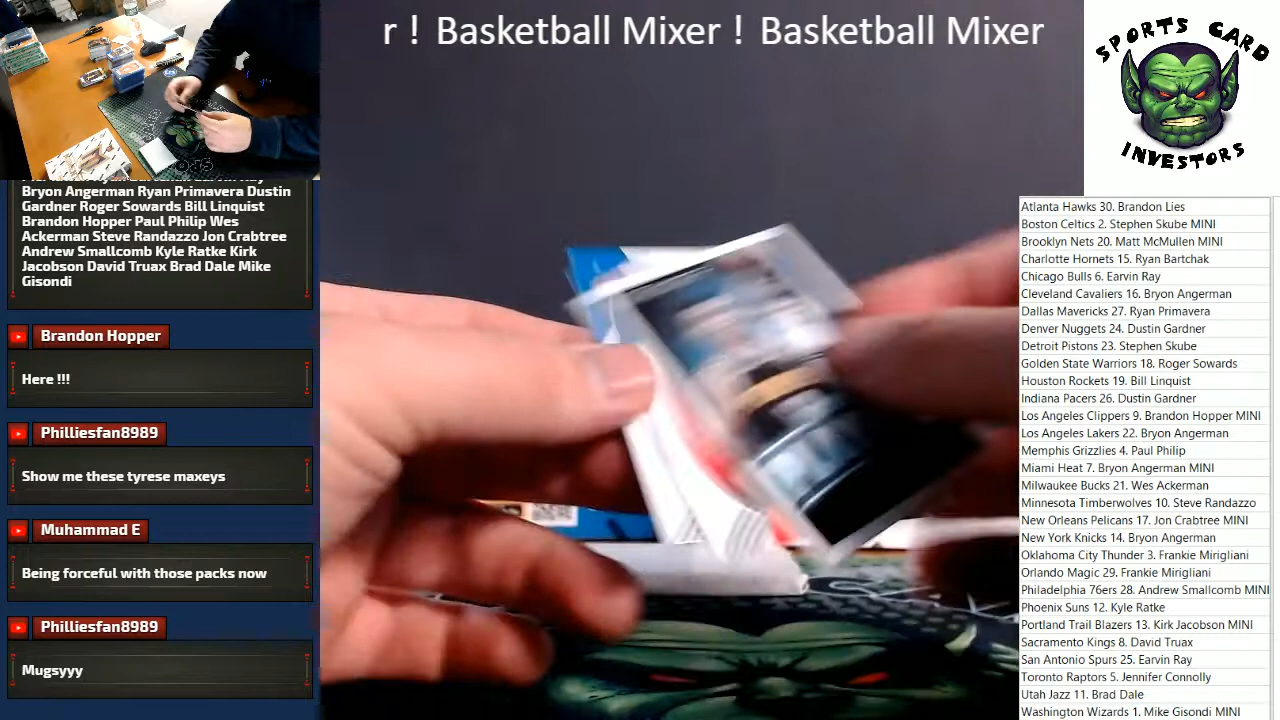 r ! Basketball Mixer ! Basketball Mixer
SPORTS CARD
INVESTORS
Bryon Angerman Ryan Primavera Dustin
Gardner Roger Sowards Bill Linquist
Brandon Hopper Paul Philip Wes
Ackerman Steve Randazzo Jon Crabtree
Andrew Smallcomb Kyle Ratke Kirk
Jacobson David Truax Brad Dale Mike
Gisondi
Brandon Hopper
Here !!!
Philliesfan8989
Show me these tyrese maxeys
Muhammad E
Being forceful with those packs now
Philliesfan8989
Mugsyyy
Atlanta Hawks 30. Brandon Lies
Boston Celtics 2. Stephen Skube MINI
Brooklyn Nets 20. Matt McMullen MINI
Charlotte Hornets 15. Ryan Bartchak
Chicago Bulls 6. Earvin Ray
Cleveland Cavaliers 16. Bryon Angerman
Dallas Mavericks 27. Ryan Primavera
Denver Nuggets 24. Dustin Gardner
Detroit Pistons 23. Stephen Skube
Golden State Warriors 18. Roger Sowards
Houston Rockets 19. Bill Linquist
Indiana Pacers 26. Dustin Gardner
Los Angeles Clippers 9. Brandon Hopper MINI
Los Angeles Lakers 22. Bryon Angerman
Memphis Grizzlies 4. Paul Philip
Miami Heat 7. Bryon Angerman MINI
Milwaukee Bucks 21. Wes Ackerman
Minnesota Timberwolves 10. Steve Randazzo
New Orleans Pelicans 17. Jon Crabtree MINI
New York Knicks 14. Bryon Angerman
Oklahoma City Thunder 3. Frankie Mirigliani
Orlando Magic 29. Frankie Mirigliani
Philadelphia 76ers 28. Andrew Smallcomb MINI
Phoenix Suns 12. Kyle Ratke
Portland Trail Blazers 13. Kirk Jacobson MINI
Sacramento Kings 8. David Truax
San Antonio Spurs 25. Earvin Ray
Toronto Raptors 5. Jennifer Connolly
Utah Jazz 11. Brad Dale
Washington Wizards 1. Mike Gisondi MINI